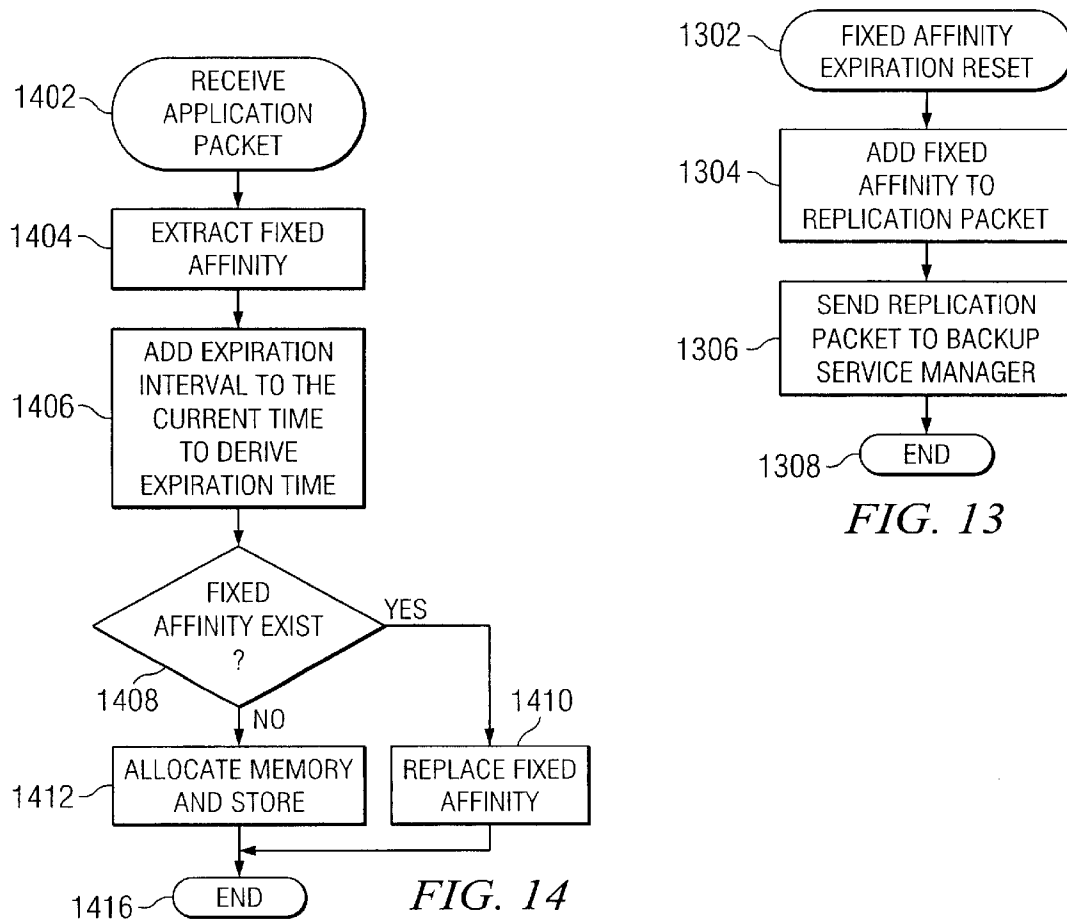 1402
RECEIVE
APPLICATION
PACKET
1404
EXTRACT FIXED
AFFINITY
1406
ADD EXPIRATION
INTERVAL TO THE
CURRENT TIME
TO DERIVE
EXPIRATION TIME
FIXED
AFFINITY EXIST
?
YES
1408
NO
1410
1412
ALLOCATE MEMORY
AND STORE
REPLACE FIXED
AFFINITY
1416
END
FIG. 14
1302
FIXED AFFINITY
EXPIRATION RESET
1304
ADD FIXED
AFFINITY TO
REPLICATION PACKET
1306
SEND REPLICATION
PACKET TO BACKUP
SERVICE MANAGER
1308
END
FIG. 13